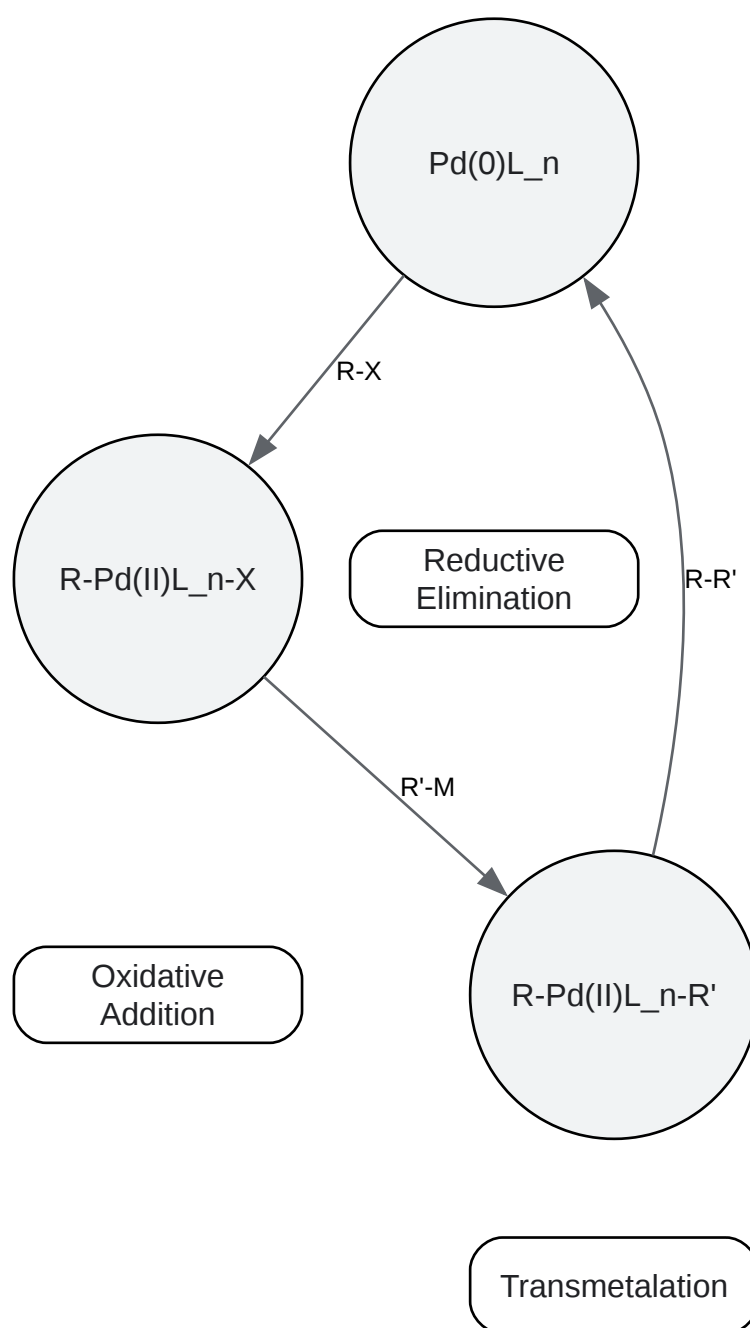 Pd(0)L_n
R-X
R-Pd(II)L_n-X
Reductive
Elimination
R-R'
R'-M
Oxidative
Addition
R-Pd(II)L_n-R'
Transmetalation